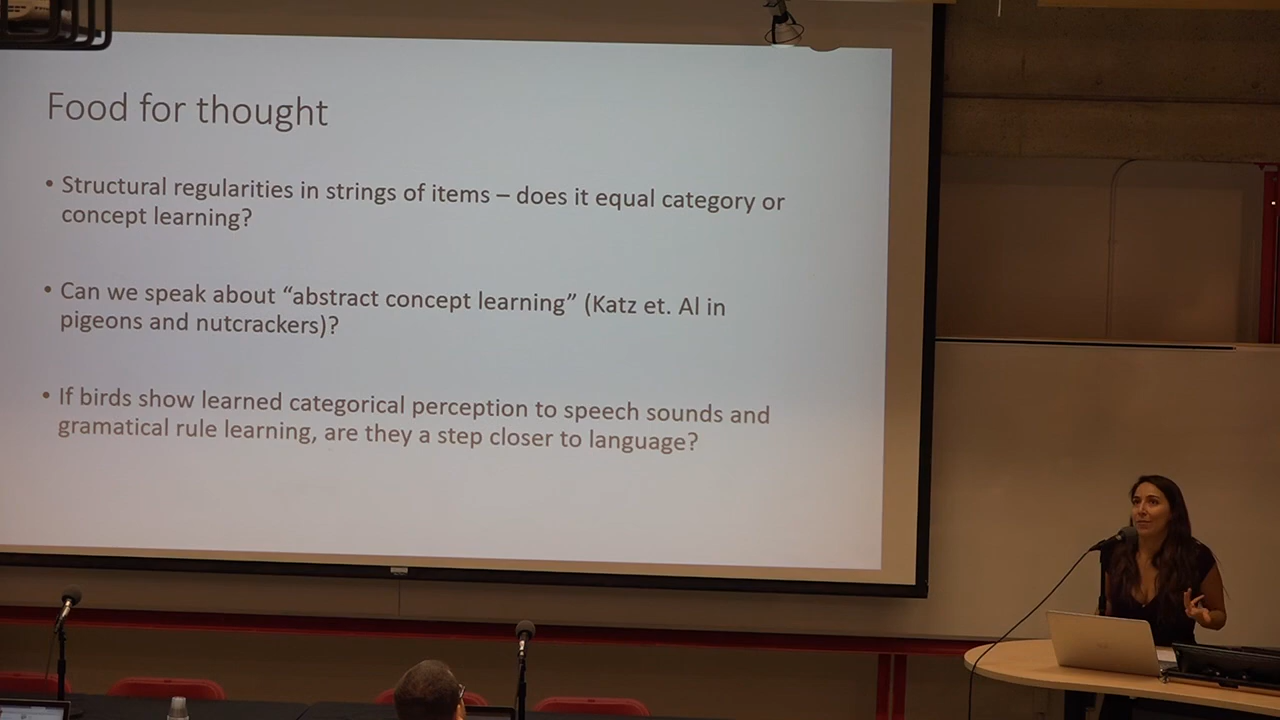 Food for thought
• Structural regularities in strings of items – does it equal category or
concept learning?
• Can we speak about “abstract concept learning” (Katz et. Al in
pigeons and nutcrackers)?
• If birds show learned categorical perception to speech sounds and
gramatical rule learning, are they a step closer to language?